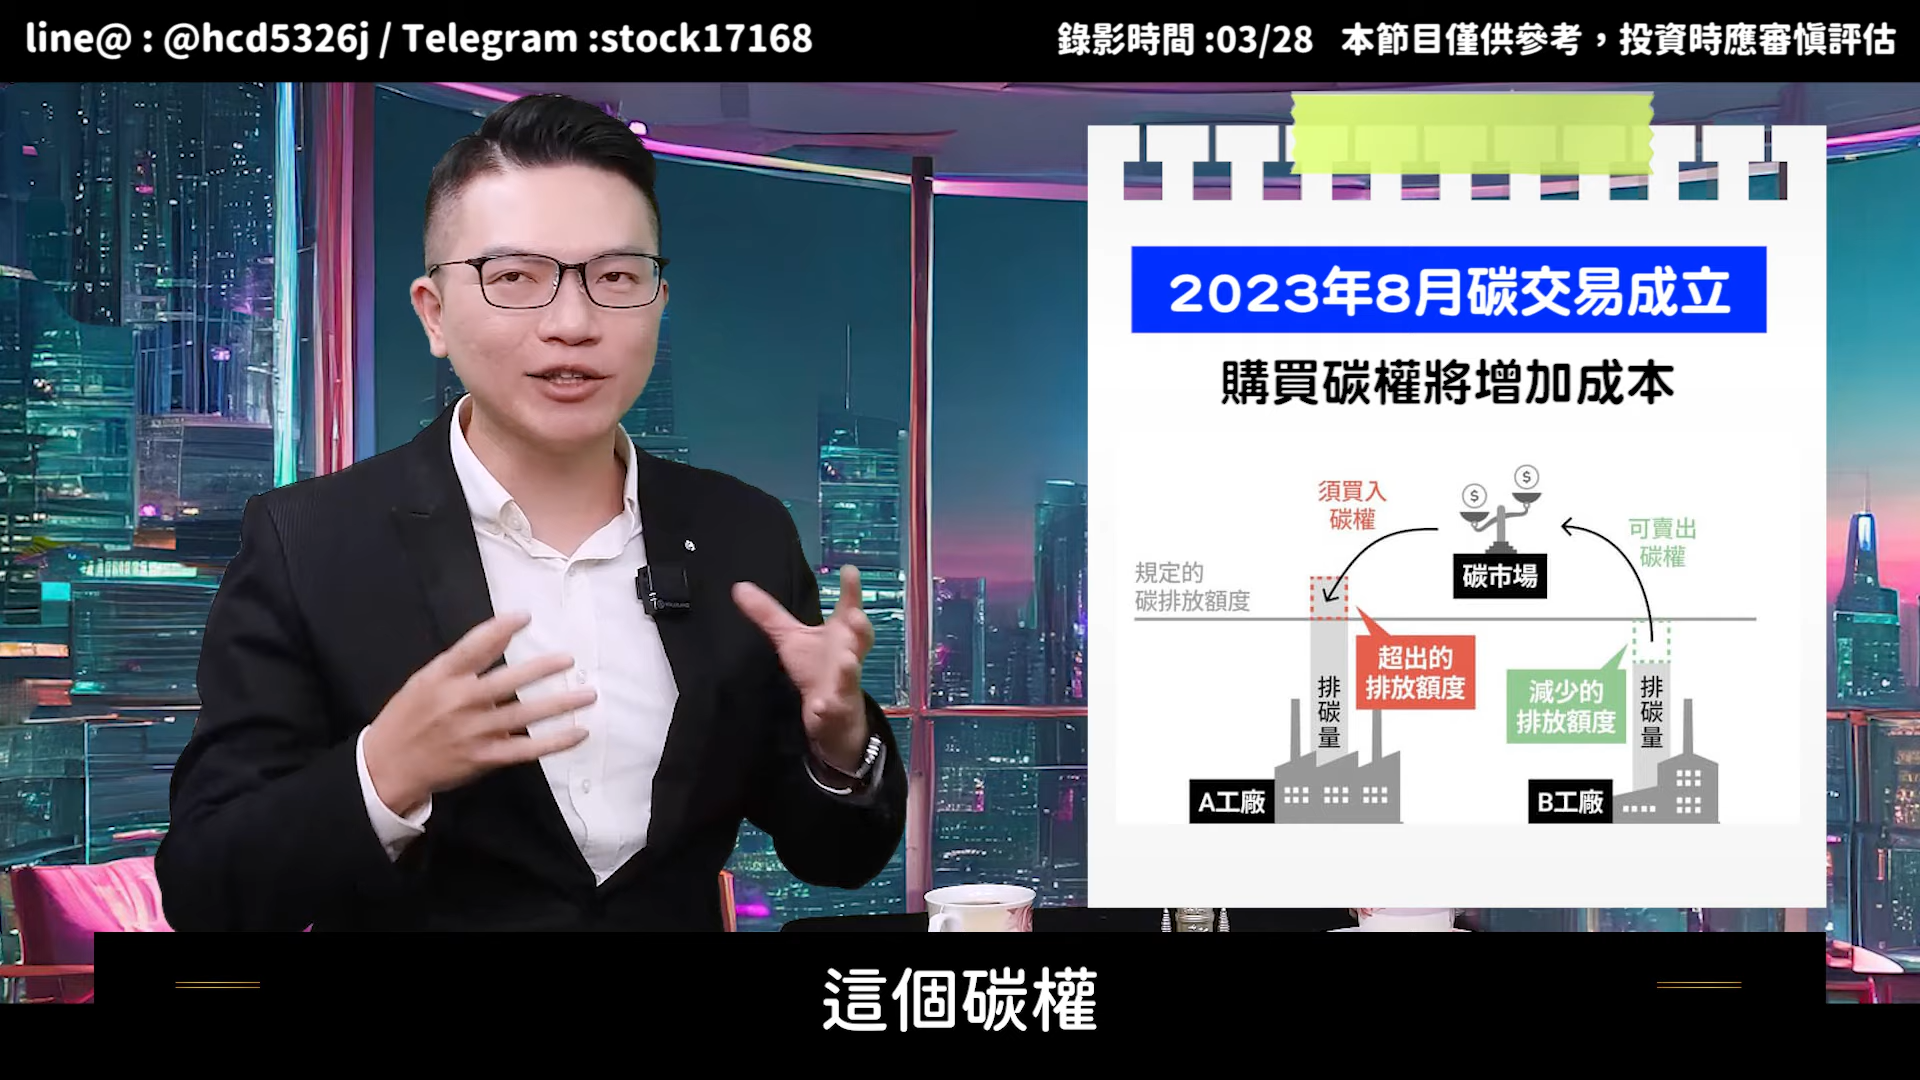 line@ : @hcd5326j / Telegram :stock17168
錄影時間 :03/28 本節目僅供參考，投資時應審慎評估
2023年8月碳交易成立
購買碳權將增加成本
須買入
碳權
$
$
可賣出
碳權
碳市場
規定的
碳排放額度
超出的
排放額度
減少的
排放額度
排碳量
排碳量
A工廠
B工廠
這個碳權